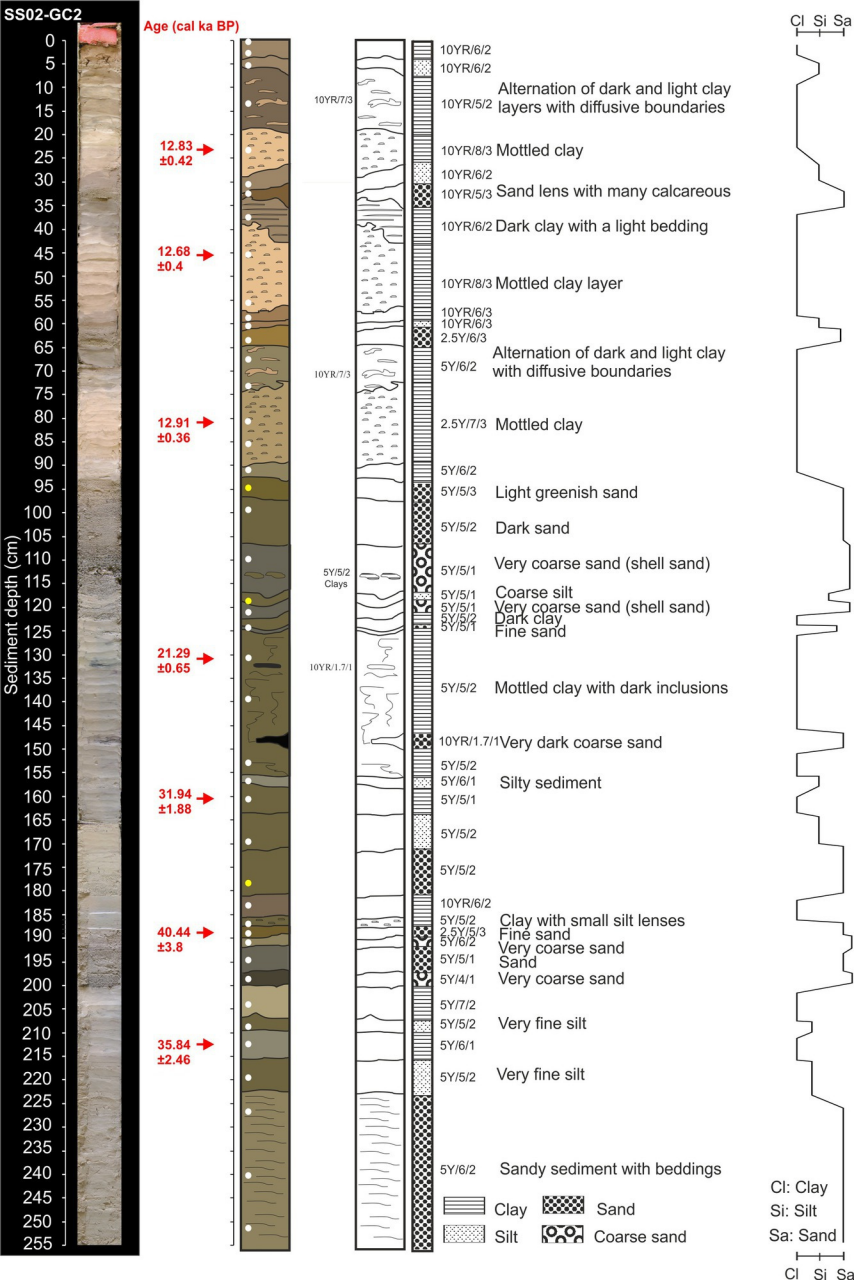 SS02-GC2
Age (cal ka BP)
Cl Si Sa
Sediment depth (cm)
0
5
10
15
20
25
30
35
40
45
50
55
60
65
70
75
80
85
90
95
100
105
110
115
120
125
130
135
140
145
150
155
160
165
170
175
180
185
190
195
200
205
210
215
220
225
230
235
240
245
250
255
12.83
±0.42
12.68
±0.4
12.91
±0.36
21.29
±0.65
31.94
±1.88
40.44
±3.8
35.84
±2.46
10YR/7/3
10YR/7/3
5Y/5/2
Clays
10YR/1.7/1
10YR/6/2
10YR/6/2
Alternation of dark and light clay
10YR/5/2 layers with diffusive boundaries
10YR/8/3 Mottled clay
10YR/6/2
10YR/5/3 Sand lens with many calcareous
10YR/6/2 Dark clay with a light bedding
10YR/8/3 Mottled clay layer
10YR/6/3
10YR/6/3
2.5Y/6/3
Alternation of dark and light clay
5Y/6/2 with diffusive boundaries
2.5Y/7/3 Mottled clay
5Y/6/2
5Y/5/3 Light greenish sand
5Y/5/2 Dark sand
5Y/5/1 Very coarse sand (shell sand)
5Y/5/1 Coarse silt
5Y/5/1 Very coarse sand (shell sand)
5Y/5/2 Dark clay
5Y/5/1 Fine sand
5Y/5/2 Mottled clay with dark inclusions
10YR/1.7/1 Very dark coarse sand
5Y/5/2
5Y/6/1 Silty sediment
5Y/5/1
5Y/5/2
5Y/5/2
10YR/6/2
5Y/5/2 Clay with small silt lenses
2.5Y/5/3 Fine sand
5Y/6/2 Very coarse sand
5Y/5/1 Sand
5Y/4/1 Very coarse sand
5Y/7/2
5Y/5/2 Very fine silt
5Y/6/1
5Y/5/2 Very fine silt
5Y/6/2 Sandy sediment with beddings
Clay Sand
Silt Coarse sand
Cl: Clay
Si: Silt
Sa: Sand
Cl Si Sa